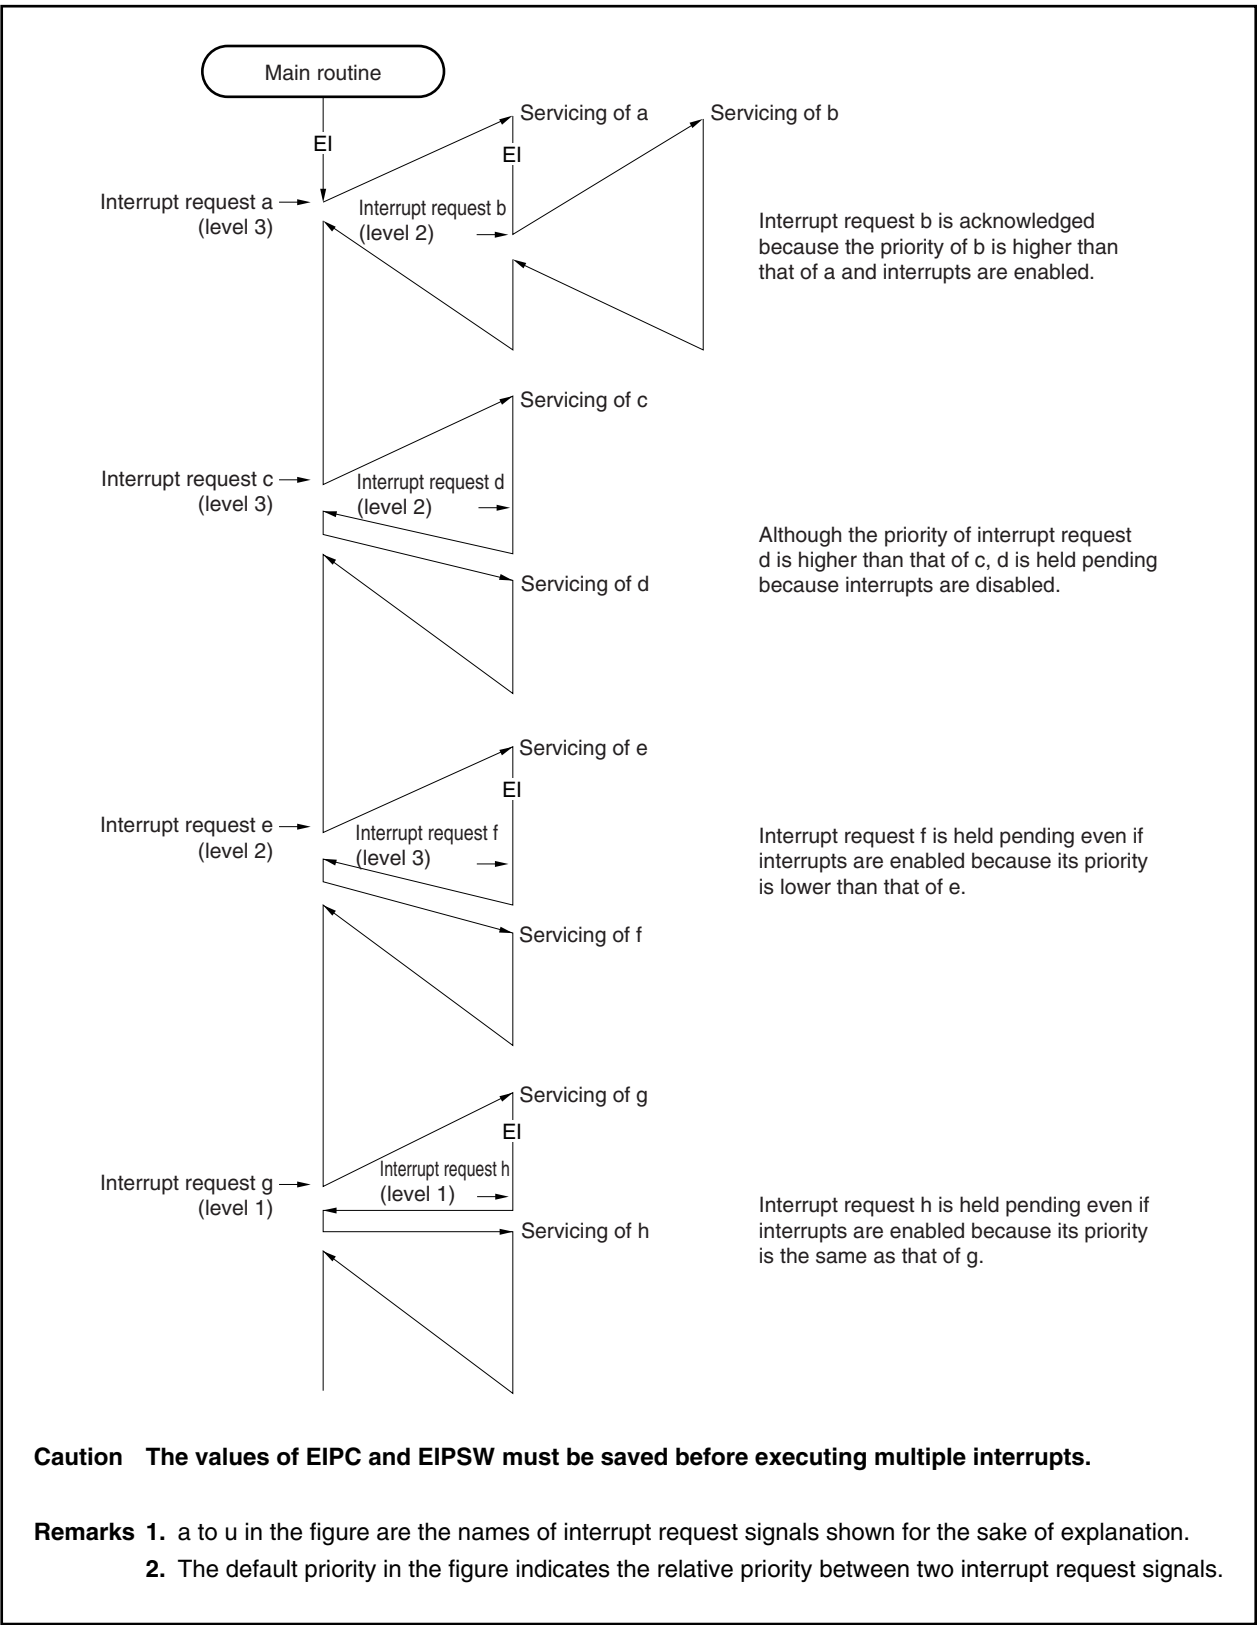 Main routine
EI
Servicing of a
Servicing of b
EI
Interrupt request a
(level 3)
Interrupt request b
(level 2)
Interrupt request b is acknowledged
because the priority of b is higher than
that of a and interrupts are enabled.
Servicing of c
Interrupt request c
(level 3)
Interrupt request d
(level 2)
Although the priority of interrupt request
d is higher than that of c, d is held pending
because interrupts are disabled.
Servicing of d
Servicing of e
EI
Interrupt request e
(level 2)
Interrupt request f
(level 3)
Interrupt request f is held pending even if
interrupts are enabled because its priority
is lower than that of e.
Servicing of f
Servicing of g
EI
Interrupt request g
(level 1)
Interrupt request h
(level 1)
Interrupt request h is held pending even if
interrupts are enabled because its priority
is the same as that of g.
Servicing of h
Caution The values of EIPC and EIPSW must be saved before executing multiple interrupts.
Remarks 1. a to u in the figure are the names of interrupt request signals shown for the sake of explanation.
2. The default priority in the figure indicates the relative priority between two interrupt request signals.